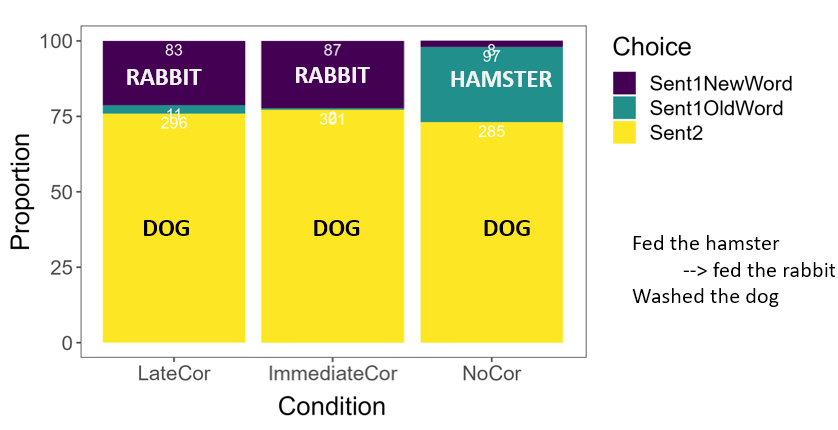 100
75
50
25
0
Proportion
83
RABBIT
11
296
DOG
87
RABBIT
2
301
DOG
8
97
HAMSTER
285
DOG
LateCor
ImmediateCor
NoCor
Condition
Choice
Sent1NewWord
Sent1OldWord
Sent2
Fed the hamster
--> fed the rabbit
Washed the dog